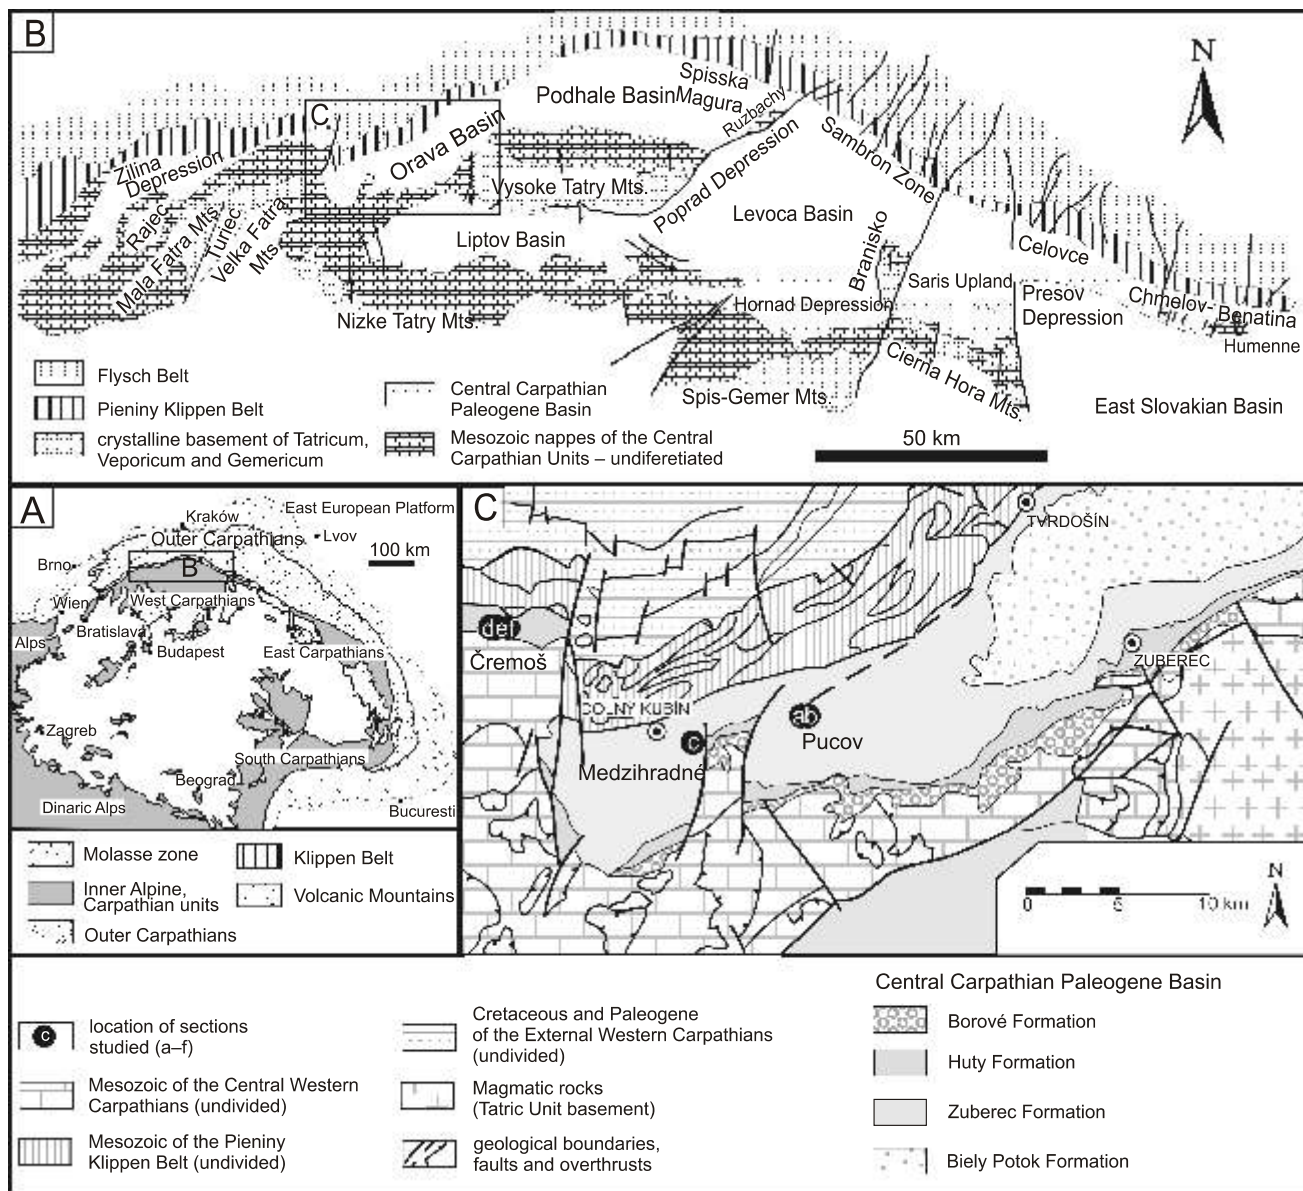 B
N
C
Spisska
Magura
Podhale Basin
Ruzbachy
Orava Basin
Zilina
Depression
Sambron Zone
Poprad Depression
Vysoke Tatry Mts.
Levoca Basin
Rajec
Mala Fatra Mts.
Turiec
Velka Fatra
Mts.
Liptov Basin
Branisko
Celovce
Saris Upland
Presov
Depression
Hornad Depression
Chmelov- Benatina
Humenne
Nizke Tatry Mts.
Cierna Hora Mts.
Spis-Gemer Mts.
East Slovakian Basin
Flysch Belt
Pieniny Klippen Belt
crystalline basement of Tatricum,
Veporicum and Gemericum
Central Carpathian
Paleogene Basin
Mesozoic nappes of the Central
Carpathian Units – undiferetiated
50 km
A
East European Platform
Kraków
Outer Carpathians
Lvov
100 km
Brno
B
Wien
West Carpathians
Bratislava
Alps
Budapest
East Carpathians
Zagreb
South Carpathians
Beograd
Dinaric Alps
Bucuresti
Molasse zone
Inner Alpine,
Carpathian units
Outer Carpathians
Klippen Belt
Volcanic Mountains
C
TVRDOŠÍN
def
Čremoš
ZUBEREC
DOLNY KUBÍN
ab
Pucov
c
Medzihradné
N
0 5 10 km
c
location of sections
studied (a–f)
Mesozoic of the Central Western
Carpathians (undivided)
Mesozoic of the Pieniny
Klippen Belt (undivided)
Cretaceous and Paleogene
of the External Western Carpathians
(undivided)
Magmatic rocks
(Tatric Unit basement)
geological boundaries,
faults and overthrusts
Central Carpathian Paleogene Basin
Borové Formation
Huty Formation
Zuberec Formation
Biely Potok Formation